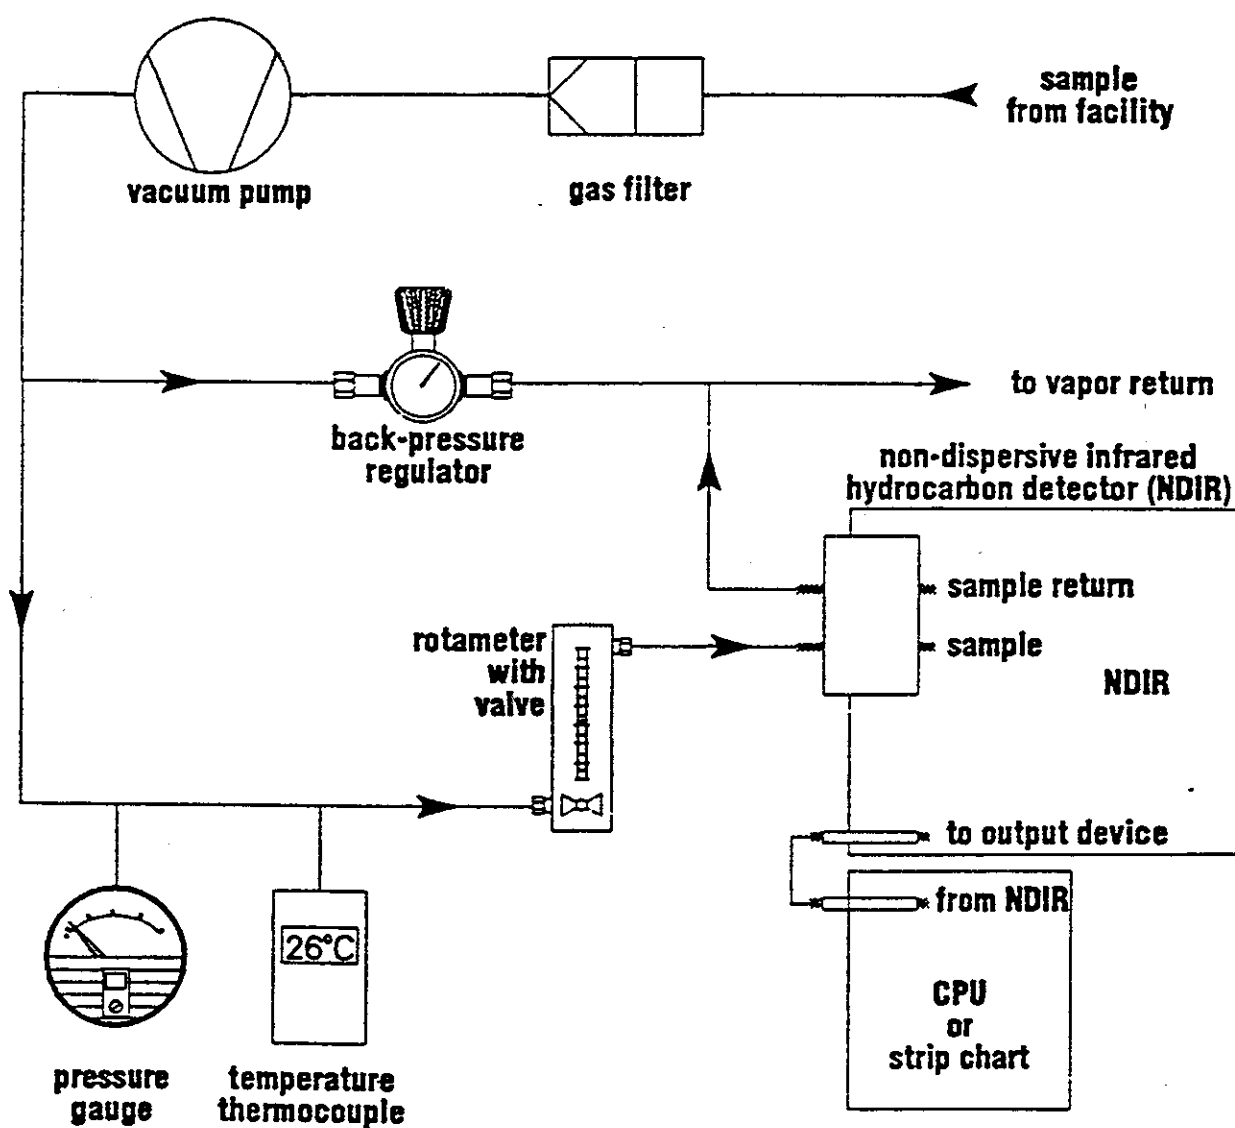 sample
from facility
vacuum pump
gas filter
back-pressure
regulator
to vapor return
non-dispersive infrared
hydrocarbon detector (NDIR)
sample return
sample
NDIR
rotameter
with
valve
to output device
from NDIR
CPU
or
strip chart
26°C
pressure
gauge
temperature
thermocouple